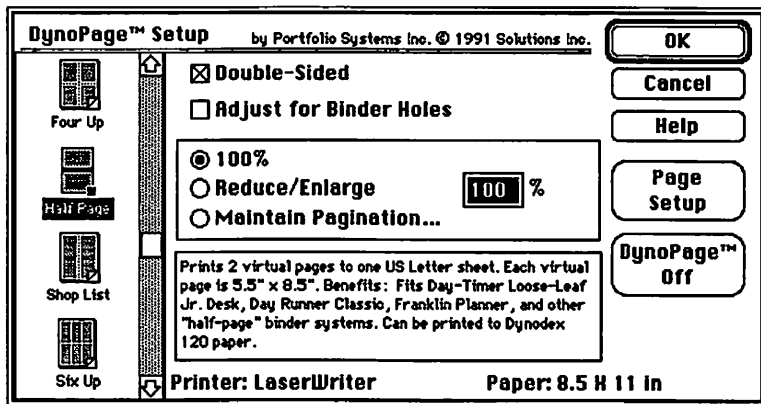 DynoPage™ Setup by Portfolio Systems Inc. © 1991 Solutions Inc.
OK
Cancel
Help
Page
Setup
DynoPage™
Off
Four Up
Half Page
Shop List
Six Up
Double-Sided
Adjust for Binder Holes
100%
Reduce/Enlarge 100 %
Maintain Pagination...
Prints 2 virtual pages to one US Letter sheet. Each virtual
page is 5.5" x 8.5". Benefits: Fits Day-Timer Loose-Leaf
Jr. Desk, Day Runner Classic, Franklin Planner, and other
"half-page" binder systems. Can be printed to Dynodex
120 paper.
Printer: LaserWriter Paper: 8.5 X 11 in